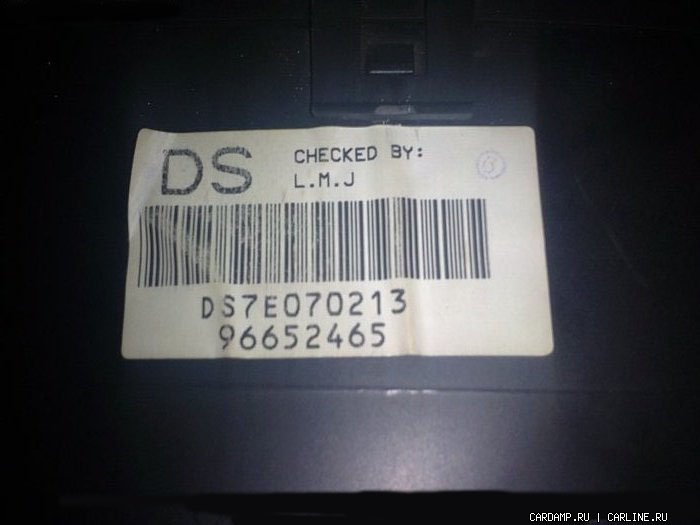 DS
CHECKED BY:
L.M.J
DS7E070213
96652465
CARDAMP.RU | CARLINE.RU